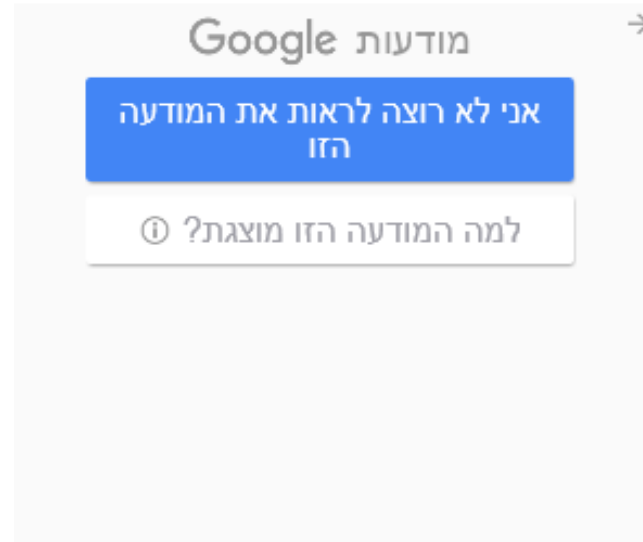 מודעות Google
אני לא רוצה לראות את המודעה
הזו
למה המודעה הזו מוצגת?